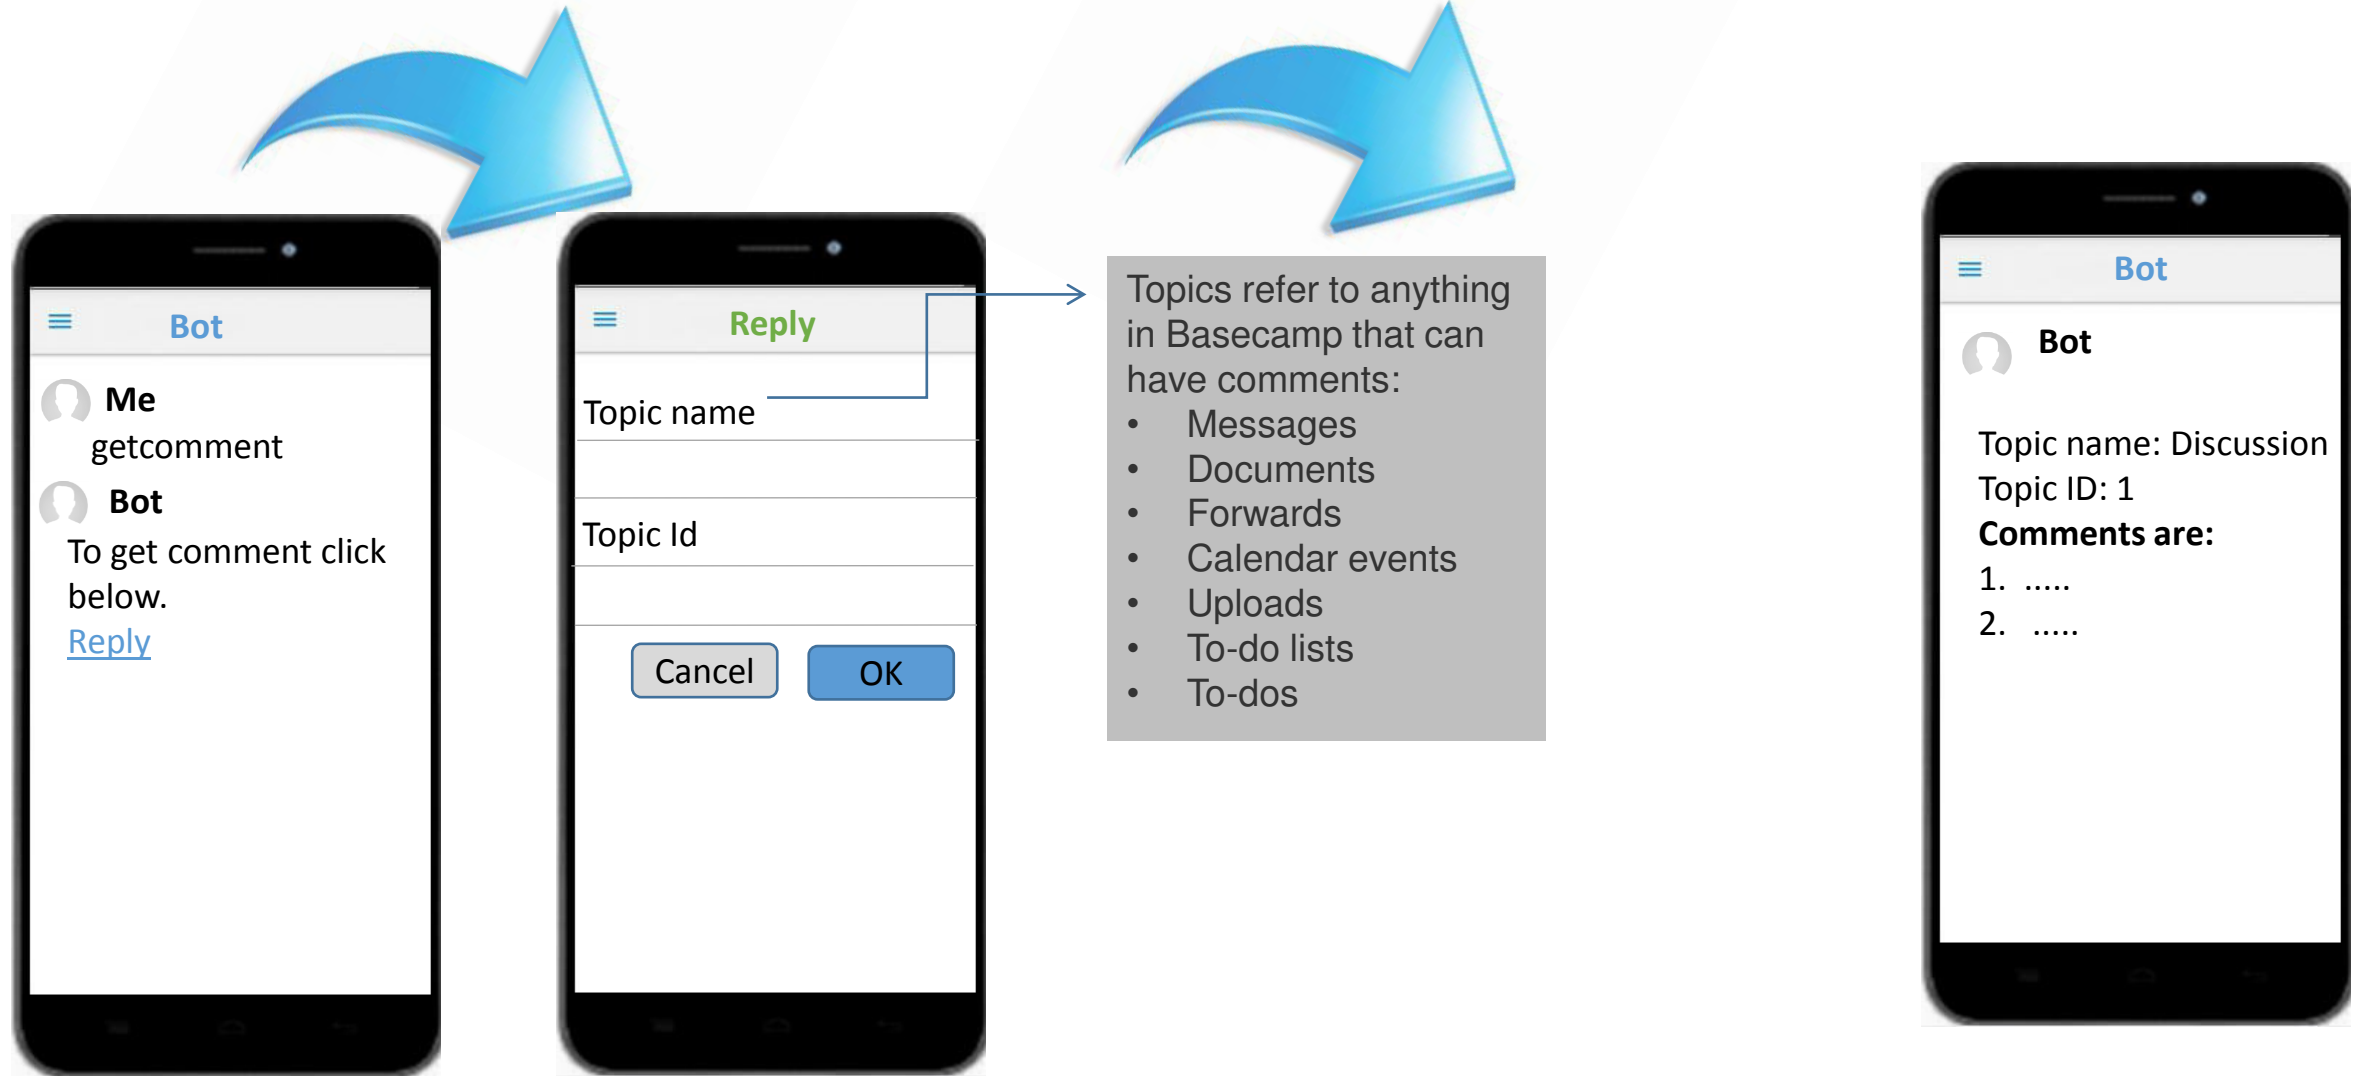 Bot
Me
getcomment
Bot
To get comment click
below.
Reply
Reply
Topic name
Topic Id
Cancel
OK
Topics refer to anything
in Basecamp that can
have comments:
• Messages
• Documents
• Forwards
• Calendar events
• Uploads
• To-do lists
• To-dos
Bot
Bot
Topic name: Discussion
Topic ID: 1
Comments are:
1. .....
2. .....